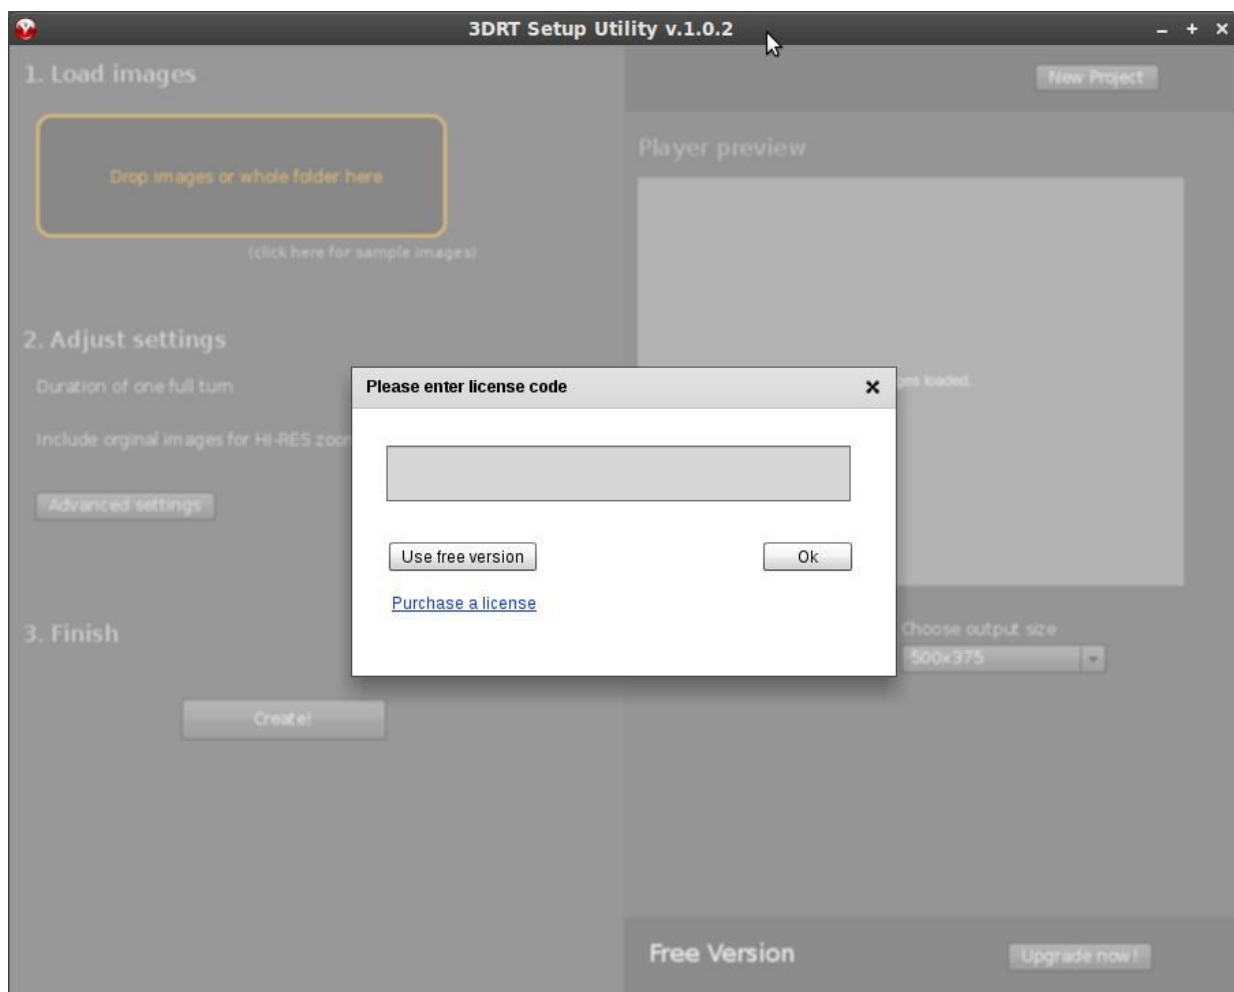 3DRT Setup Utility v.1.0.2
1. Load images
New Project
Drop images or whole folder here
(click here for sample images)
Player preview
2. Adjust settings
Duration of one full turn
Include orginal images for HI-RES zoom
Advanced settings
loaded.
Please enter license code
Use free version
Ok
Purchase a license
3. Finish
Create!
Choose output size
500x375
Free Version
Upgrade now!